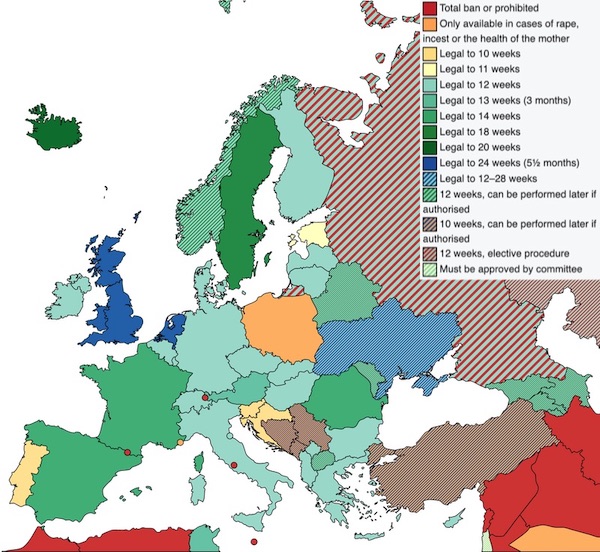 Total ban or prohibited
Only available in cases of rape,
incest or the health of the mother
Legal to 10 weeks
Legal to 11 weeks
Legal to 12 weeks
Legal to 13 weeks (3 months)
Legal to 14 weeks
Legal to 18 weeks
Legal to 20 weeks
Legal to 24 weeks (5½ months)
Legal to 12–28 weeks
12 weeks, can be performed later if
authorised
10 weeks, can be performed later if
authorised
12 weeks, elective procedure
Must be approved by committee